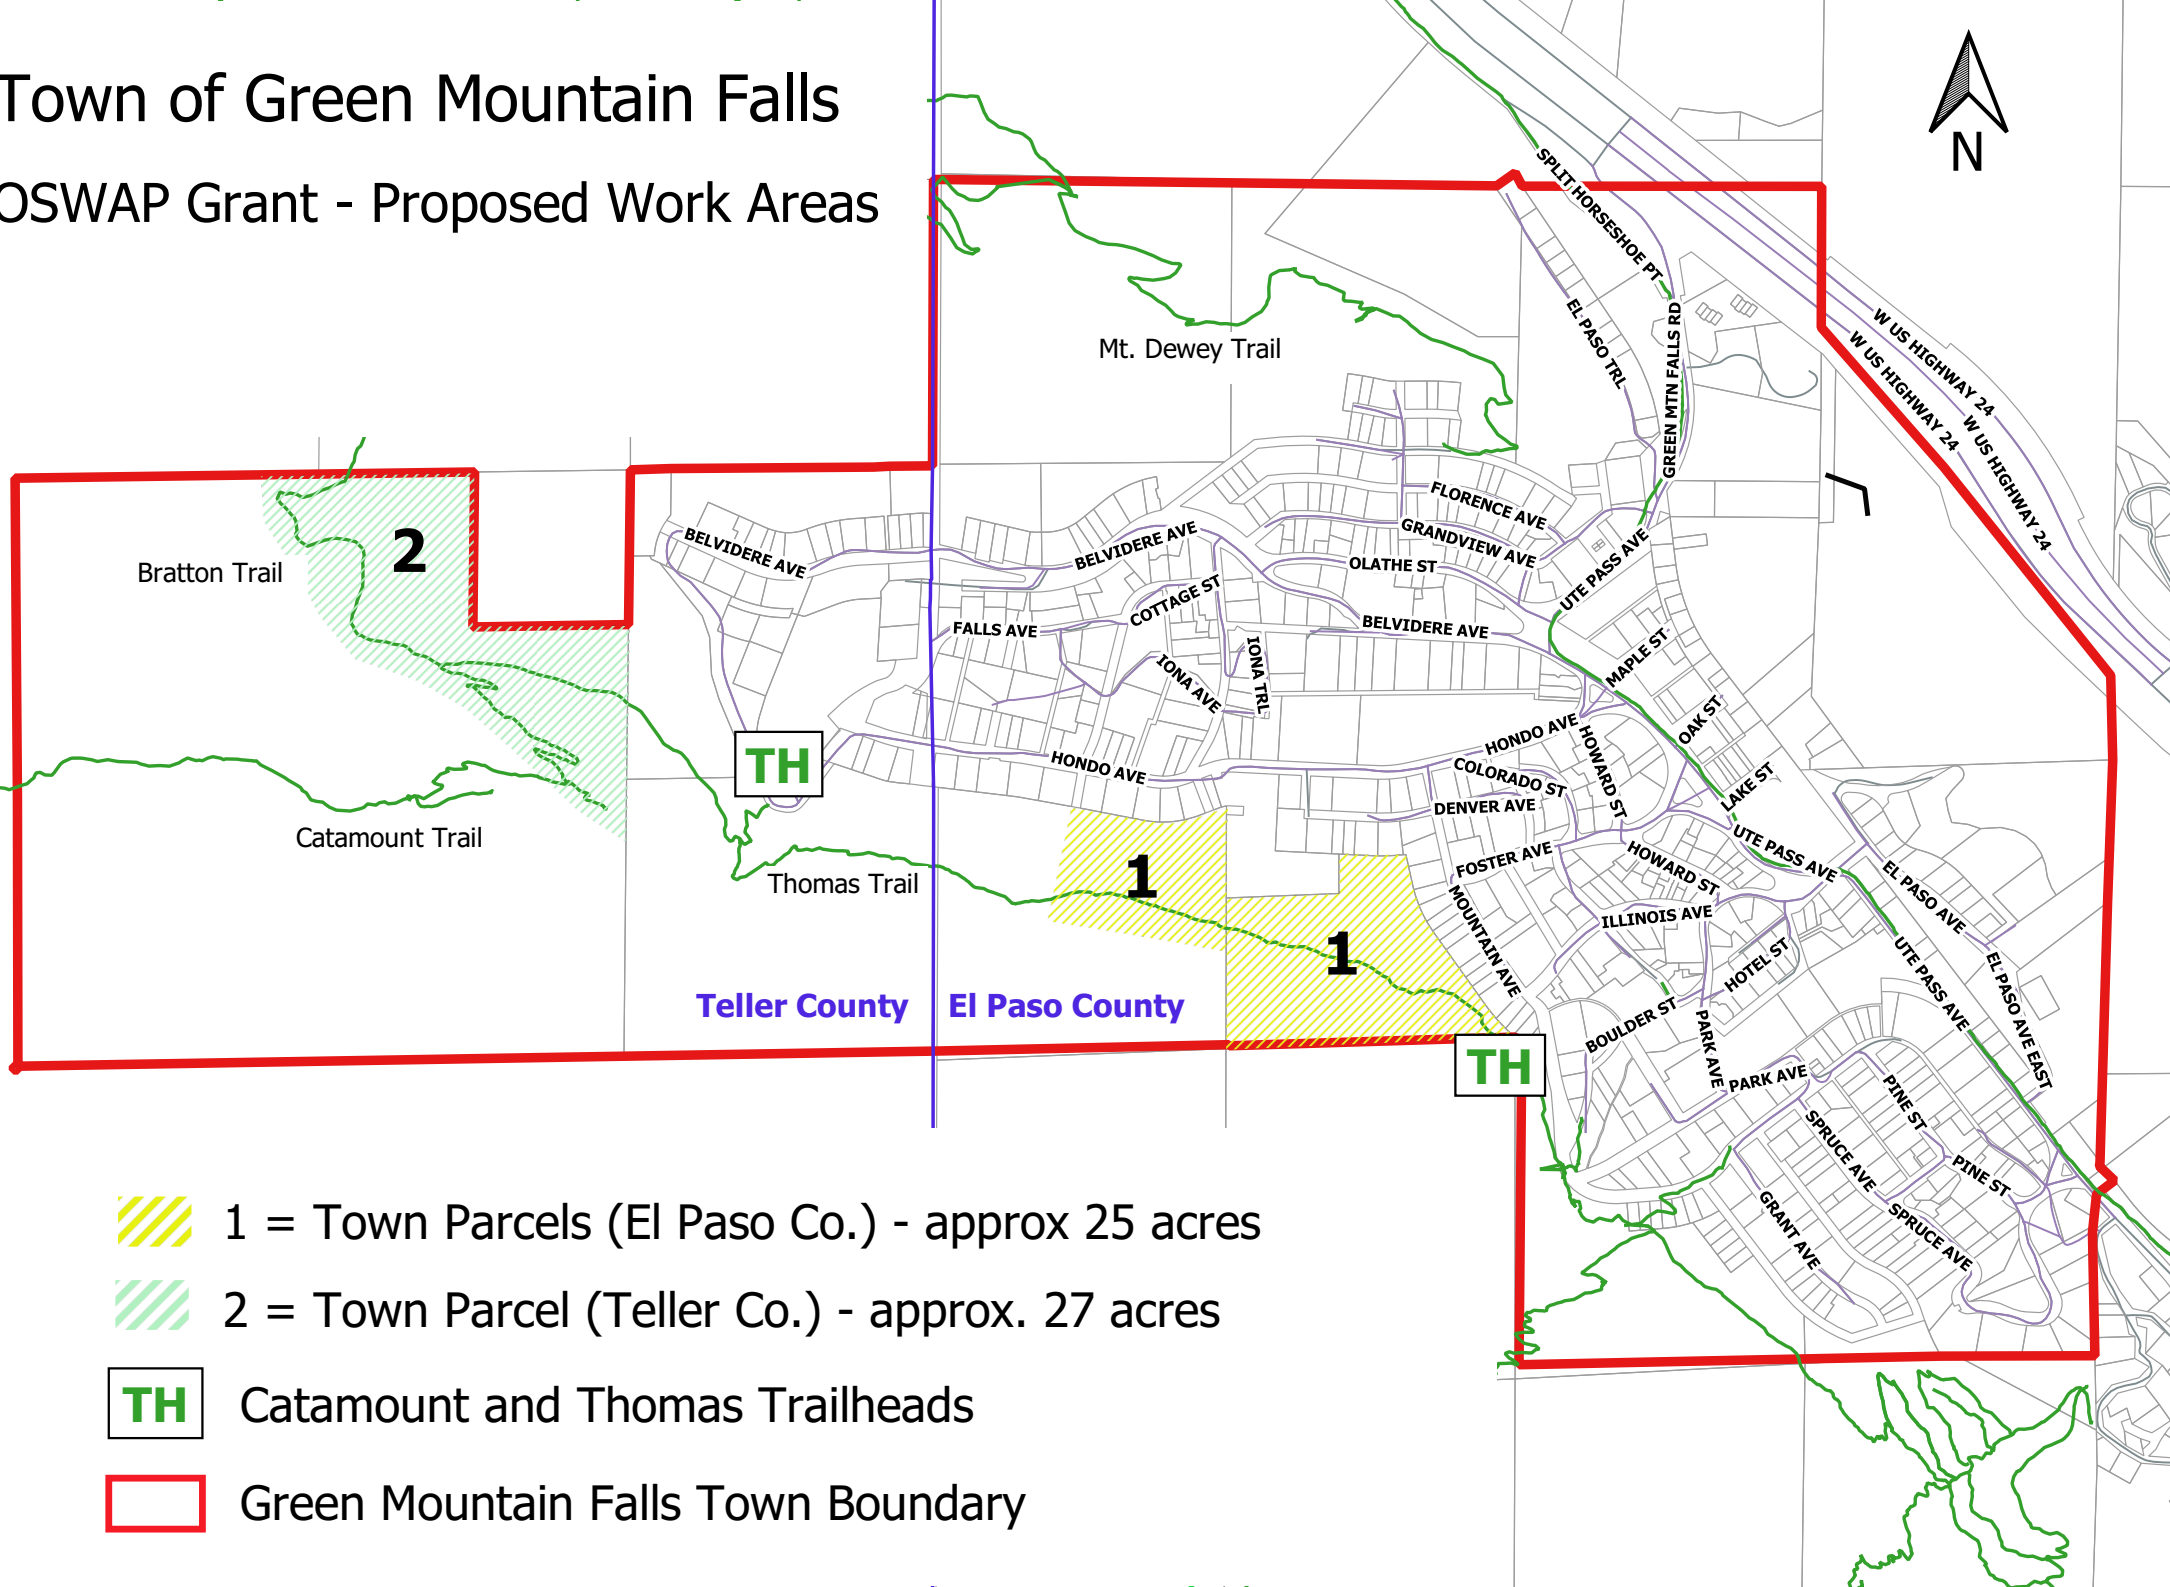 Town of Green Mountain Falls
OSWAP Grant - Proposed Work Areas
N
SPLIT HORSESHOE PT
EL PASO TRL
GREEN MTN FALLS RD
W US HIGHWAY 24
W US HIGHWAY 24
W US HIGHWAY 24
Mt. Dewey Trail
FLORENCE AVE
GRANDVIEW AVE
OLATHE ST
UTE PASS AVE
BELVIDERE AVE
BELVIDERE AVE
BELVIDERE AVE
COTTAGE ST
FALLS AVE
IONA AVE
IONA TRL
MAPLE ST
OAK ST
LAKE ST
2
Bratton Trail
TH
HONDO AVE
HONDO AVE
HOWARD ST
COLORADO ST
DENVER AVE
Catamount Trail
Thomas Trail
1
1
FOSTER AVE
HOWARD ST
UTE PASS AVE
EL PASO AVE
MOUNTAIN AVE
ILLINOIS AVE
HOTEL ST
UTE PASS AVE
EL PASO AVE EAST
Teller County
El Paso County
BOULDER ST
PARK AVE
PARK AVE
TH
PINE ST
PINE ST
SPRUCE AVE
SPRUCE AVE
GRANT AVE
1 = Town Parcels (El Paso Co.) - approx 25 acres
2 = Town Parcel (Teller Co.) - approx. 27 acres
TH Catamount and Thomas Trailheads
Green Mountain Falls Town Boundary